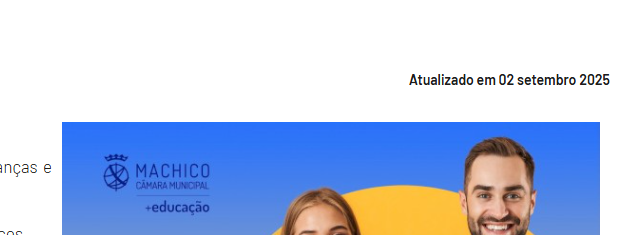 Atualizado em 02 setembro 2025
MACHICO
CÂMARA MUNICIPAL
+educação
anças e